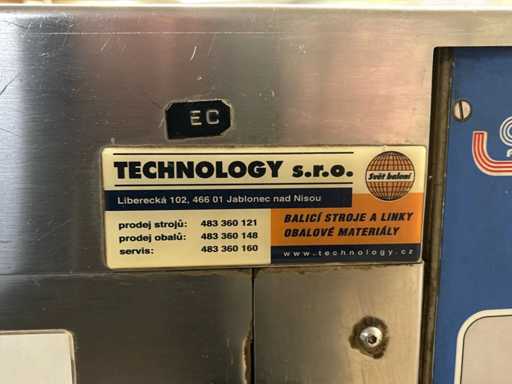 EC
TECHNOLOGY s.r.o.
Svět balení
Liberecká 102, 466 01 Jablonec nad Nisou
prodej strojů: 483 360 121
prodej obalů: 483 360 148
servis: 483 360 160
BALICÍ STROJE A LINKY
OBALOVÉ MATERIÁLY
www.technology.cz